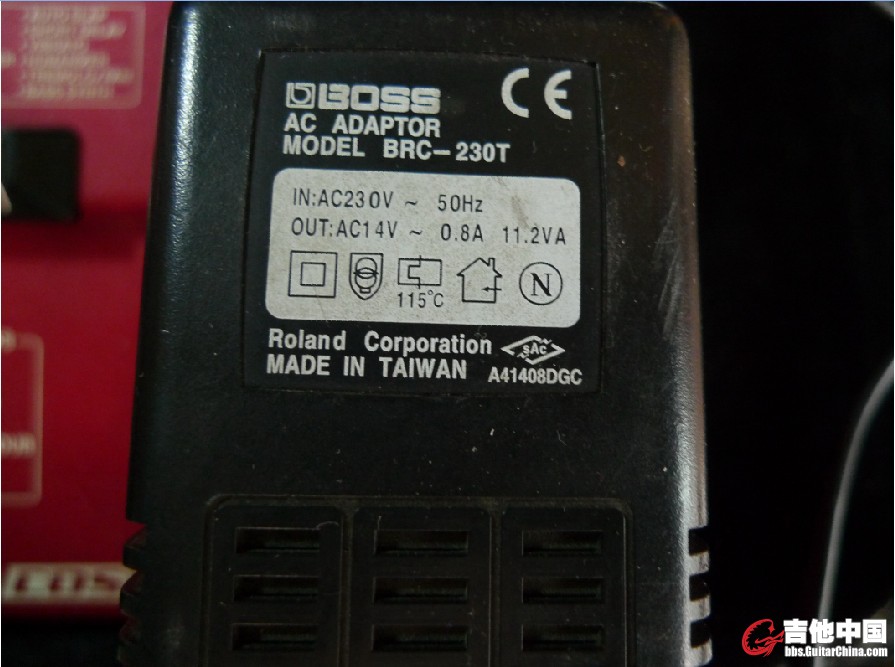 BOSS
AC ADAPTOR
MODEL BRC-230T
CE
IN:AC230V ~ 50Hz
OUT:AC14V ~ 0.8A 11.2VA
115°C
N
Roland Corporation
SAC
MADE IN TAIWAN A41408DGC
吉他中国
bbs.GuitarChina.com